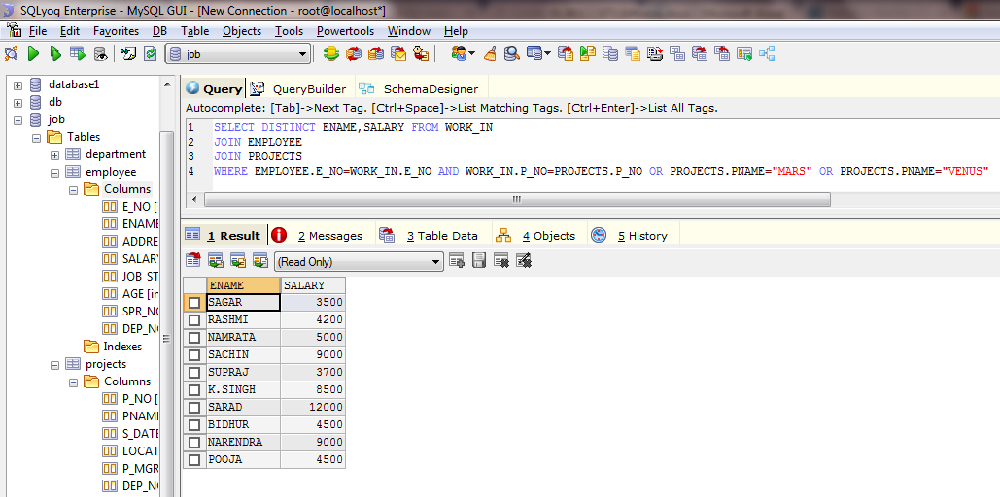 SQLyog Enterprise - MySQL GUI - [New Connection - root@localhost*]
File Edit Favorites DB Table Objects Tools Powertools Window Help
job
database1
db
job
Tables
department
employee
Columns
E_NO [
ENAME
ADDRE
SALARY
JOB_ST
AGE [in
SPR_NO
DEP_NO
Indexes
projects
Columns
P_NO [
PNAME
S_DATE
LOCAT
P_MGR
DEP_NO
Query QueryBuilder SchemaDesigner
Autocomplete: [Tab]->Next Tag. [Ctrl+Space]->List Matching Tags. [Ctrl+Enter]->List All Tags.
1 SELECT DISTINCT ENAME,SALARY FROM WORK_IN
2 JOIN EMPLOYEE
3 JOIN PROJECTS
4 WHERE EMPLOYEE.E_NO=WORK_IN.E_NO AND WORK_IN.P_NO=PROJECTS.P_NO OR PROJECTS.PNAME="MARS" OR PROJECTS.PNAME="VENUS"
1 Result 2 Messages 3 Table Data 4 Objects 5 History
(Read Only)
ENAME SALARY
SAGAR 3500
RASHMI 4200
NAMRATA 5000
SACHIN 9000
SUPRAJ 3700
K.SINGH 8500
SARAD 12000
BIDHUR 4500
NARENDRA 9000
POOJA 4500